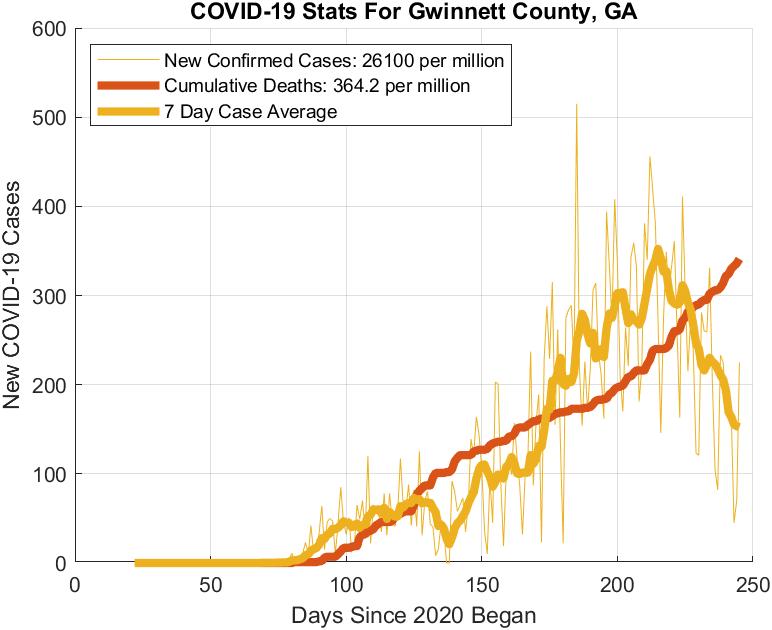 COVID-19 Stats For Gwinnett County, GA
600
New Confirmed Cases: 26100 per million
Cumulative Deaths: 364.2 per million
7 Day Case Average
500
400
300
200
100
0
New COVID-19 Cases
0 50 100 150 200 250
Days Since 2020 Began